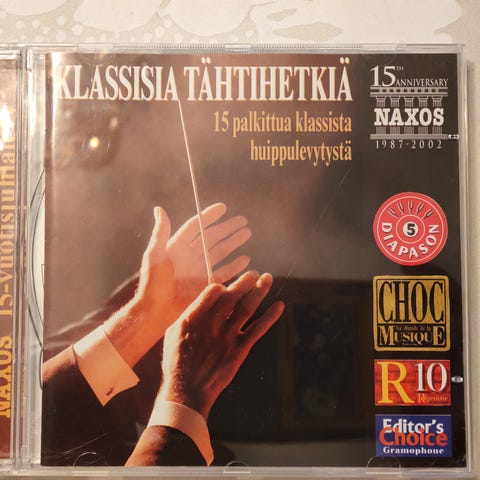 KLASSISIA TÄHTIHETKIÄ
15 palkittua klassista
huippulevytystä
15TH
ANNIVERSARY
NAXOS
1987-2002
5
DIAPASON
CHOC
Le Monde de la
MUSIQUE
R10
Répertoire
Editor's
Choice
Gramophone
NAXOS 15-vuotisjuhla